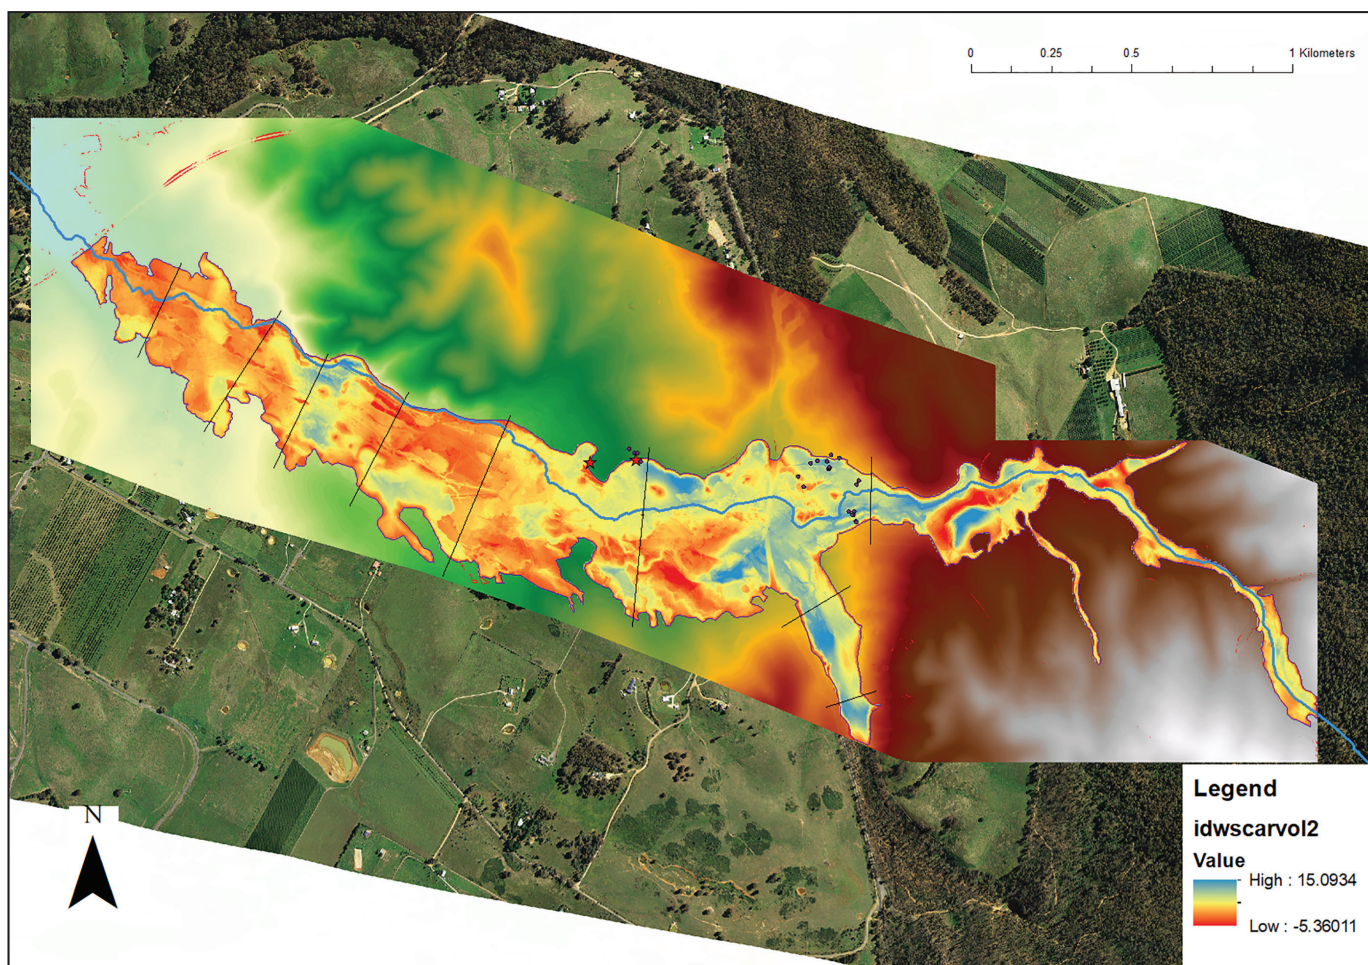 0 0.25 0.5 1 Kilometers
N
Legend
idwscarvol2
Value
High : 15.0934
Low : -5.36011